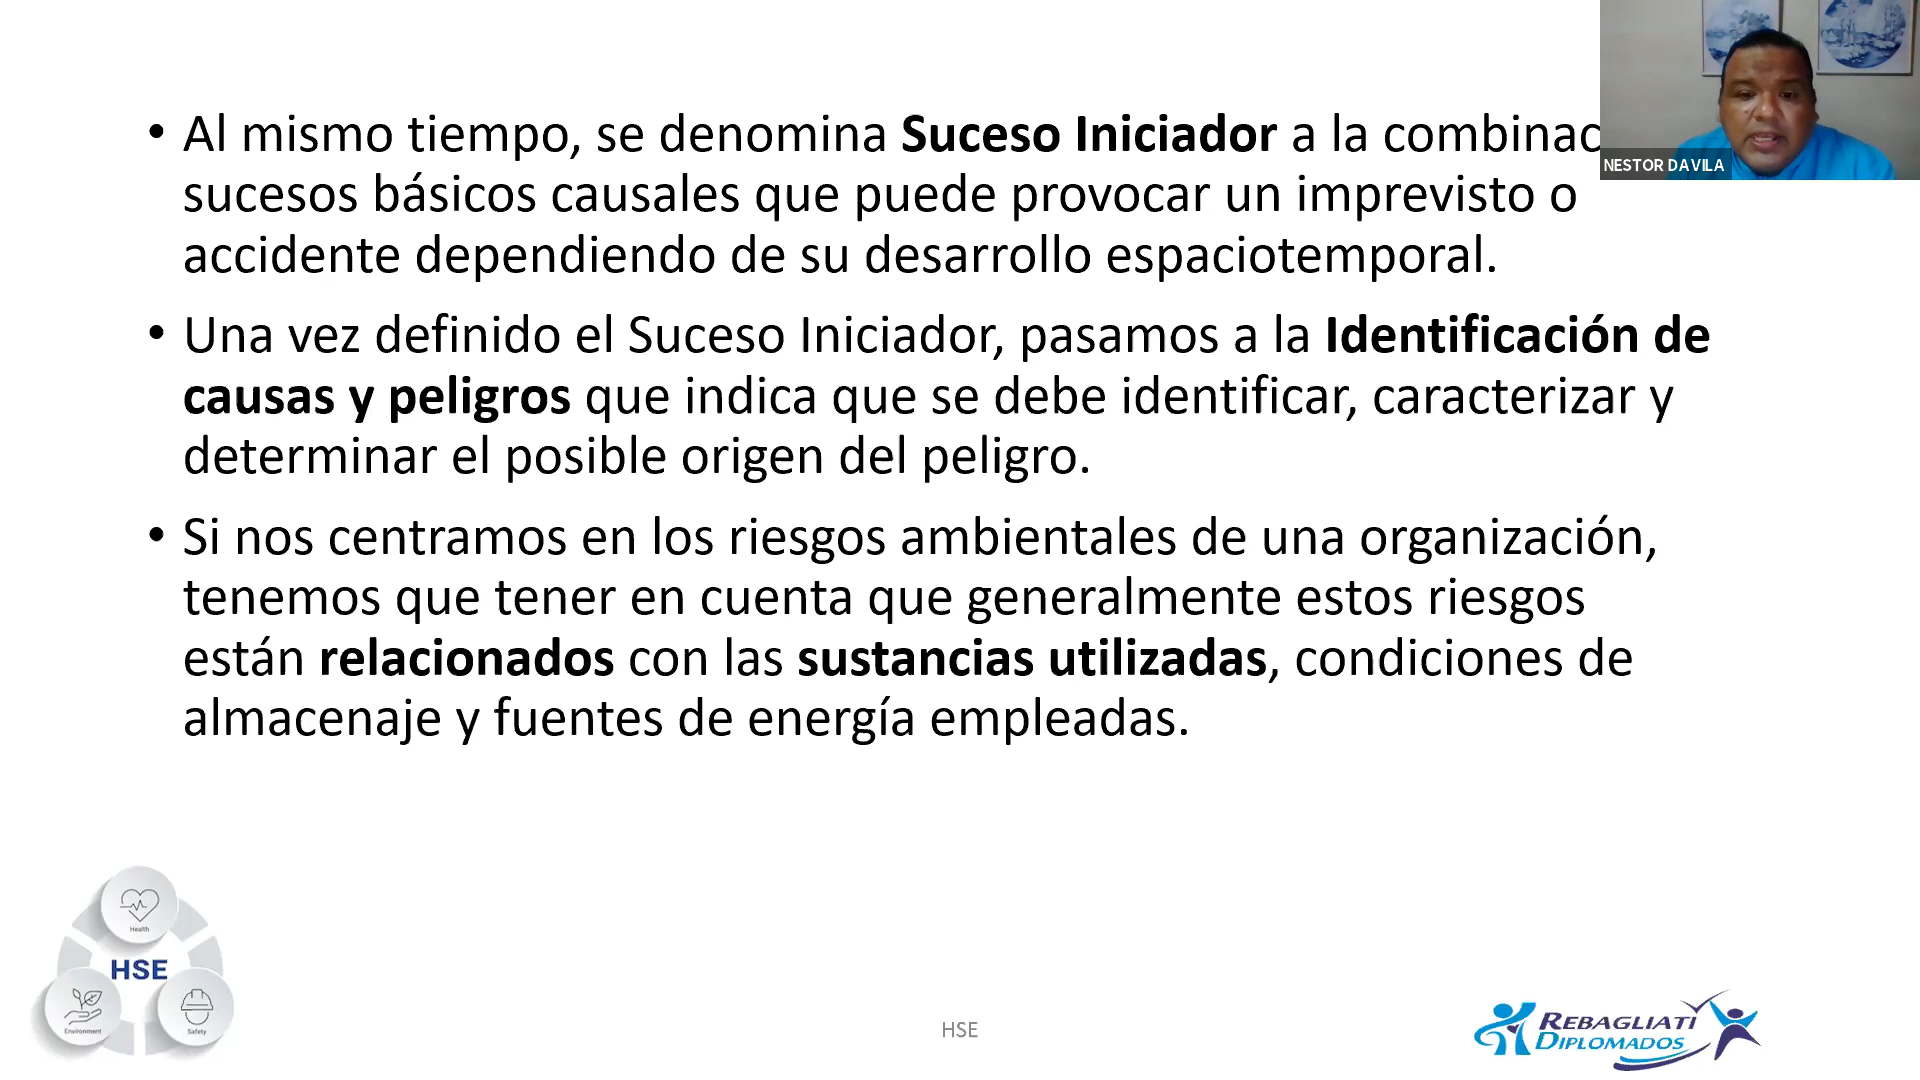 • Al mismo tiempo, se denomina Suceso Iniciador a la combinac
sucesos básicos causales que puede provocar un imprevisto o
accidente dependiendo de su desarrollo espaciotemporal.
• Una vez definido el Suceso Iniciador, pasamos a la Identificación de
causas y peligros que indica que se debe identificar, caracterizar y
determinar el posible origen del peligro.
• Si nos centramos en los riesgos ambientales de una organización,
tenemos que tener en cuenta que generalmente estos riesgos
están relacionados con las sustancias utilizadas, condiciones de
almacenaje y fuentes de energía empleadas.
NESTOR DAVILA
Health
HSE
Environment
Safety
HSE
REBAGLIATI
DIPLOMADOS